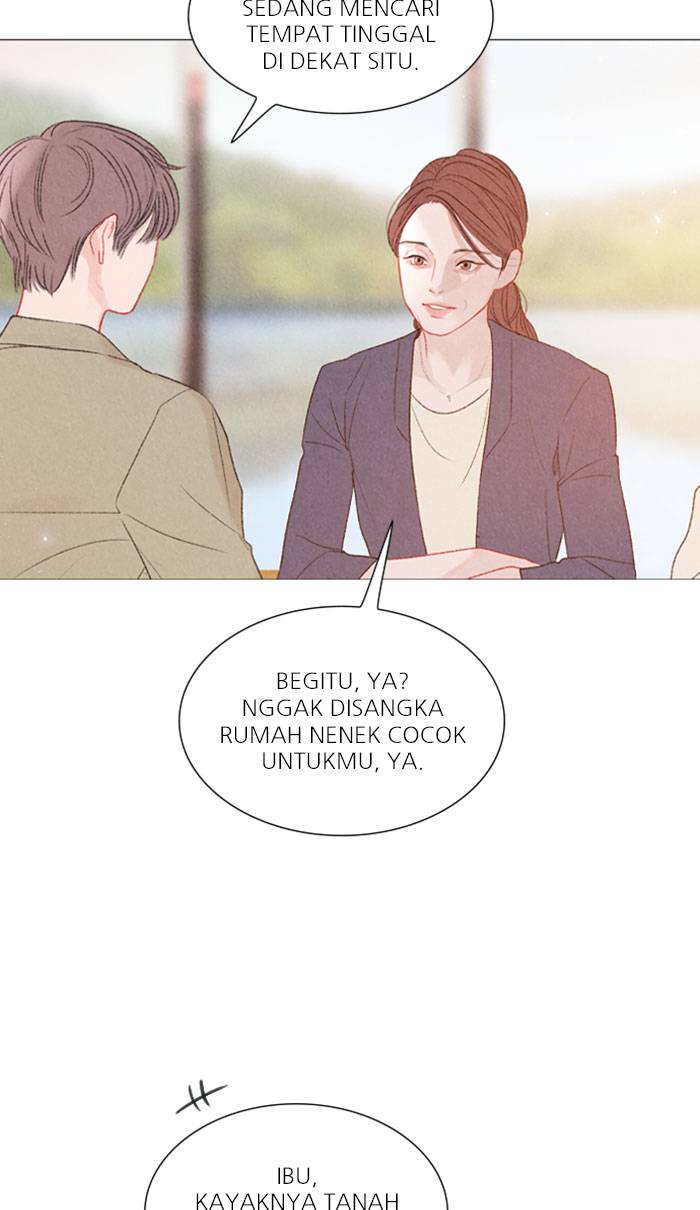 SEDANG MENCARI
TEMPAT TINGGAL
DI DEKAT SITU.
BEGITU, YA?
NGGAK DISANGKA
RUMAH NENEK COCOK
UNTUKMU, YA.
IBU,
KAYAKNYA TANAH